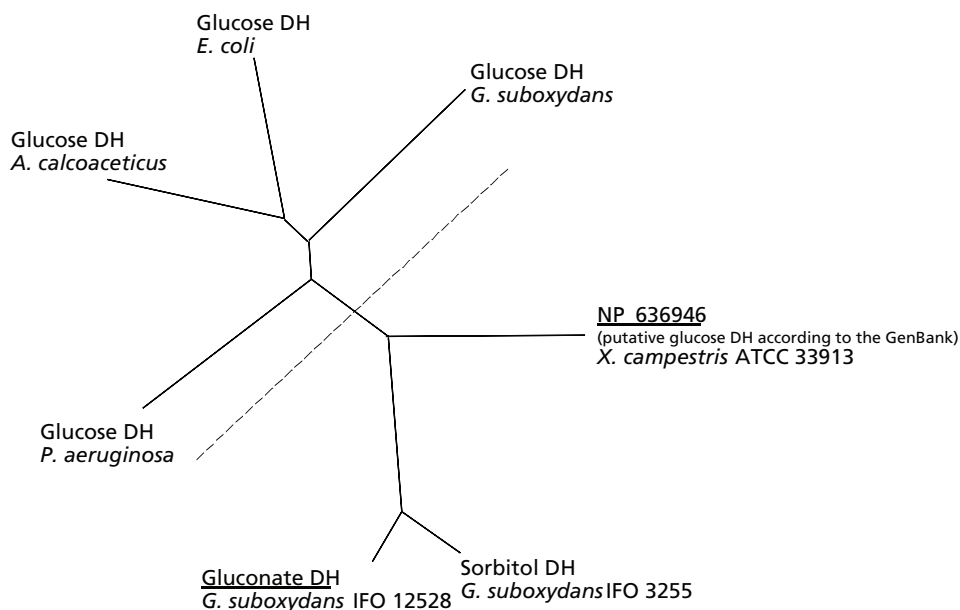 Glucose DH
E. coli
Glucose DH
G. suboxydans
Glucose DH
A. calcoaceticus
NP_636946
(putative glucose DH according to the GenBank)
X. campestris ATCC 33913
Glucose DH
P. aeruginosa
Gluconate DH
G. suboxydans IFO 12528
Sorbitol DH
G. suboxydans IFO 3255